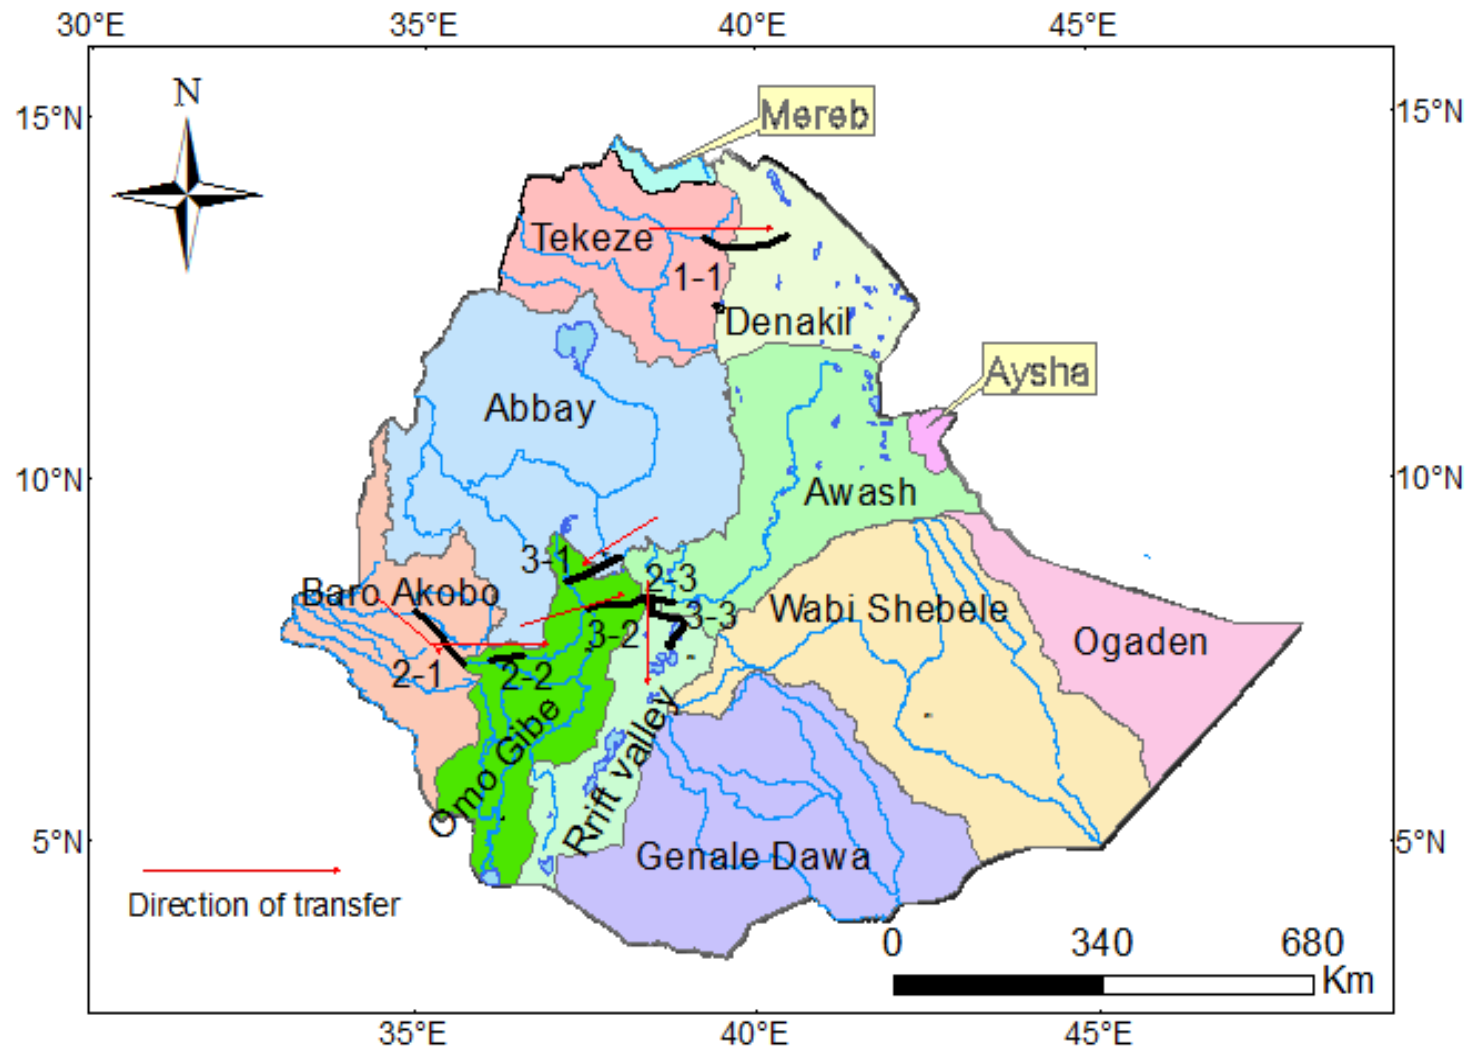 30°E 35°E 40°E 45°E
N
15°N 15°N
Mereb
Tekeze
1-1
Denakil
Aysha
Abbay
10°N 10°N
Awash
3-1
2-3
Baro Akobo
3-3
Wabi Shebele
3-2
Ogaden
2-1
2-2
Omo Gibe
Rrift valley
5°N 5°N
Genale Dawa
Direction of transfer
0 340 680
Km
35°E 40°E 45°E